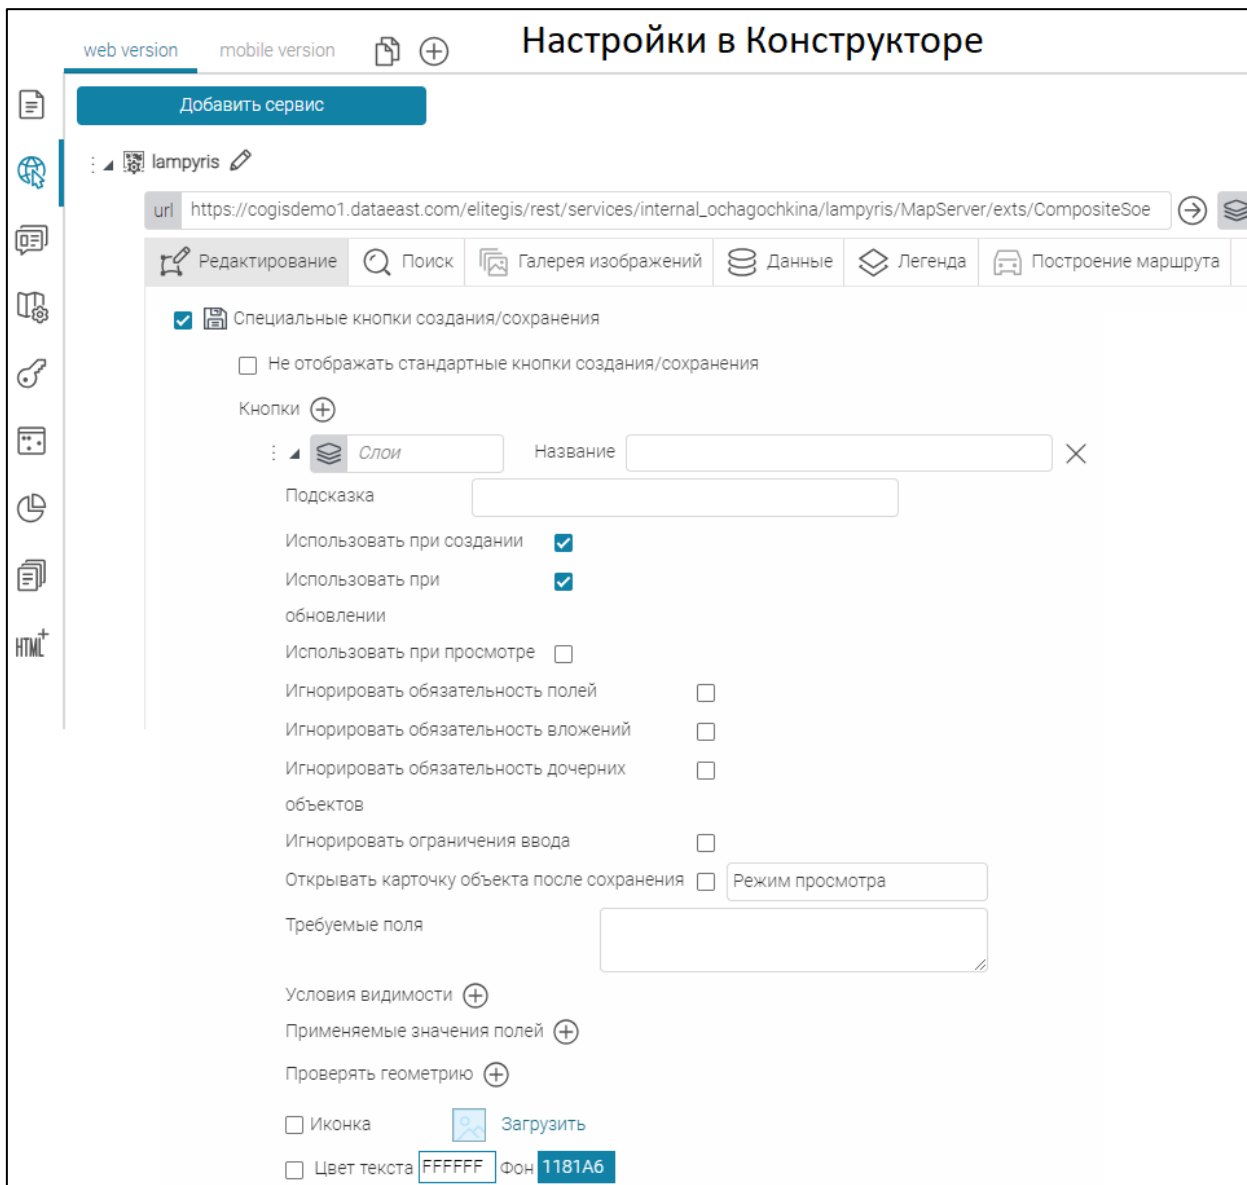 Настройки в Конструкторе
web version mobile version
Добавить сервис
lampyris
url https://cogisdemo1.dataeast.com/elitegis/rest/services/internal_ochagochkina/lampyris/MapServer/exts/CompositeSoe
Редактирование Поиск Галерея изображений Данные Легенда Построение маршрута
Специальные кнопки создания/сохранения
Не отображать стандартные кнопки создания/сохранения
Кнопки
Слои Название
Подсказка
Использовать при создании
Использовать при
обновлении
HTML+
Использовать при просмотре
Игнорировать обязательность полей
Игнорировать обязательность вложений
Игнорировать обязательность дочерних
объектов
Игнорировать ограничения ввода
Открывать карточку объекта после сохранения Режим просмотра
Требуемые поля
Условия видимости
Применяемые значения полей
Проверять геометрию
Иконка Загрузить
Цвет текста FFFFFF Фон 1181A6